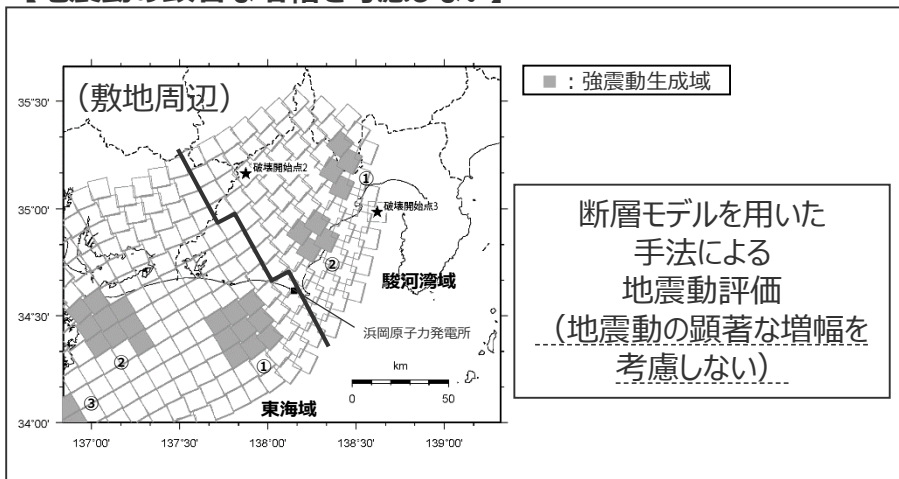 【地震動の顕著な増幅を考慮しない】
■：強震動生成域
（敷地周辺）
35°30'
35°00'
34°30'
34°00'
137°00'
137°30'
138°00'
138°30'
139°00'
★破壊開始点2
①
★破壊開始点3
②
駿河湾域
浜岡原子力発電所
②
①
③
東海域
km
0
50
断層モデルを用いた
手法による
地震動評価
（地震動の顕著な増幅を
考慮しない）